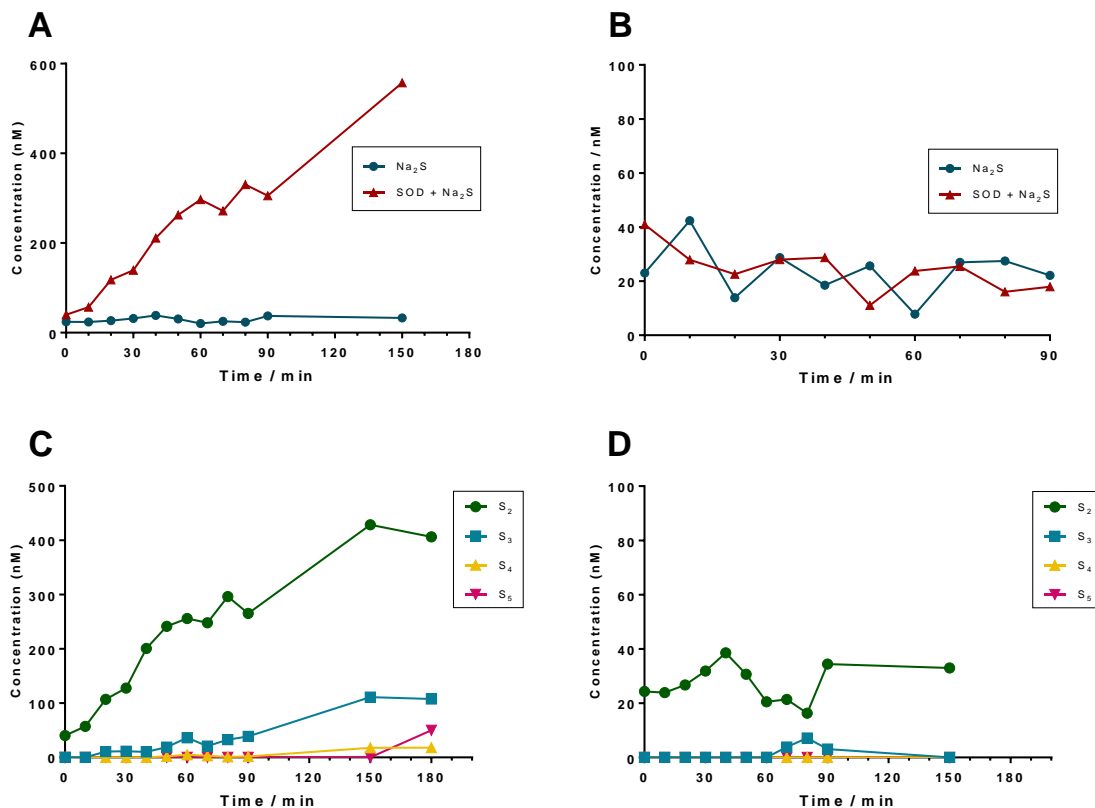 A
Concentration (nM)
600
400
200
0
Na₂S
SOD + Na₂S
0 30 60 90 120 150 180
Time / min
B
Concentration / nM
100
80
60
40
20
0
Na₂S
SOD + Na₂S
0 30 60 90
Time / min
C
Concentration (nM)
500
400
300
200
100
0
S₂
S₃
S₄
S₅
0 30 60 90 120 150 180
Time / min
D
Concentration (nM)
100
80
60
40
20
0
S₂
S₃
S₄
S₅
0 30 60 90 120 150 180
Time / min